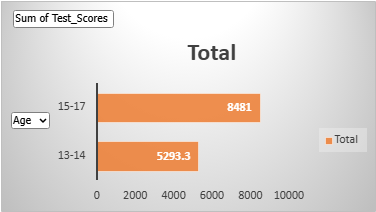 Sum of Test_Scores
Total
15-17
8481
Age
13-14
5293.3
Total
0 2000 4000 6000 8000 10000